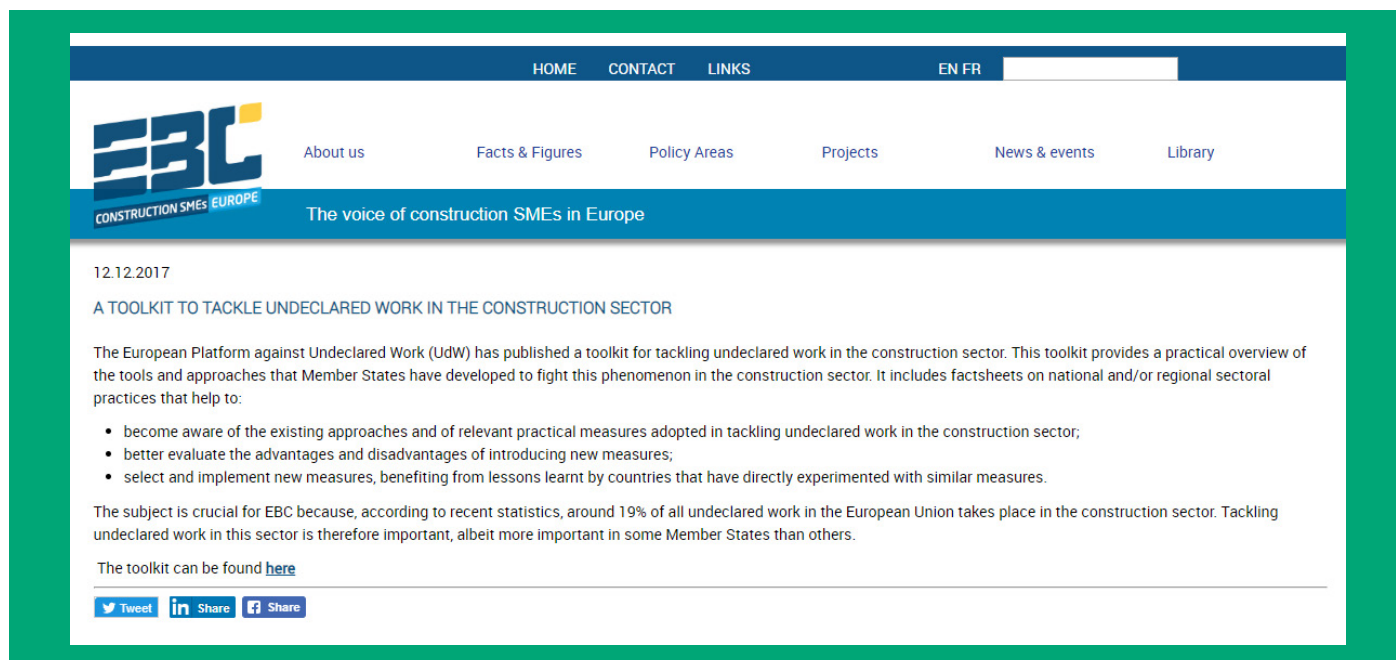 HOME CONTACT LINKS EN FR
EBC
CONSTRUCTION SMEs EUROPE
About us Facts & Figures Policy Areas Projects News & events Library
The voice of construction SMEs in Europe
12.12.2017
A TOOLKIT TO TACKLE UNDECLARED WORK IN THE CONSTRUCTION SECTOR
The European Platform against Undeclared Work (UdW) has published a toolkit for tackling undeclared work in the construction sector. This toolkit provides a practical overview of
the tools and approaches that Member States have developed to fight this phenomenon in the construction sector. It includes factsheets on national and/or regional sectoral
practices that help to:
• become aware of the existing approaches and of relevant practical measures adopted in tackling undeclared work in the construction sector;
• better evaluate the advantages and disadvantages of introducing new measures;
• select and implement new measures, benefiting from lessons learnt by countries that have directly experimented with similar measures.
The subject is crucial for EBC because, according to recent statistics, around 19% of all undeclared work in the European Union takes place in the construction sector. Tackling
undeclared work in this sector is therefore important, albeit more important in some Member States than others.
The toolkit can be found here
Tweet in Share f Share